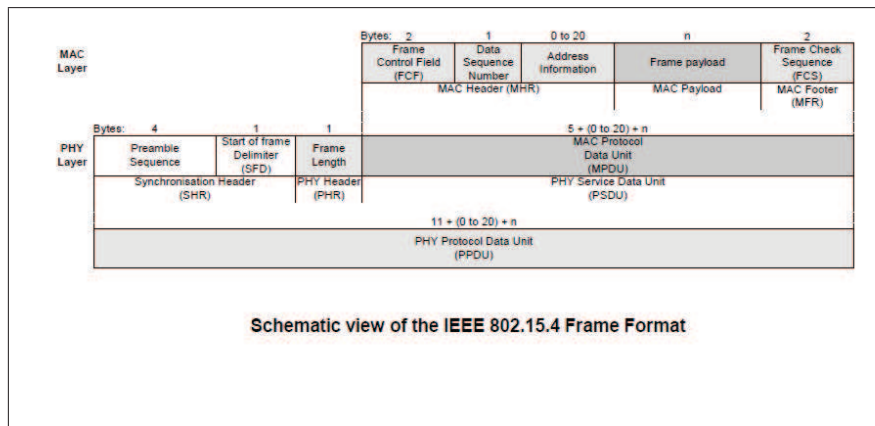 Bytes: 2 1 0 to 20 n 2
MAC
Layer
Frame
Control Field
(FCF)
Data
Sequence
Number
Address
Information
Frame payload
Frame Check
Sequence
(FCS)
MAC Header (MHR)
MAC Payload
MAC Footer
(MFR)
Bytes: 4 1 1 5 + (0 to 20) + n
PHY
Layer
Preamble
Sequence
Start of frame
Delimiter
(SFD)
Frame
Length
MAC Protocol
Data Unit
(MPDU)
Synchronisation Header
(SHR)
PHY Header
(PHR)
PHY Service Data Unit
(PSDU)
11 + (0 to 20) + n
PHY Protocol Data Unit
(PPDU)
Schematic view of the IEEE 802.15.4 Frame Format